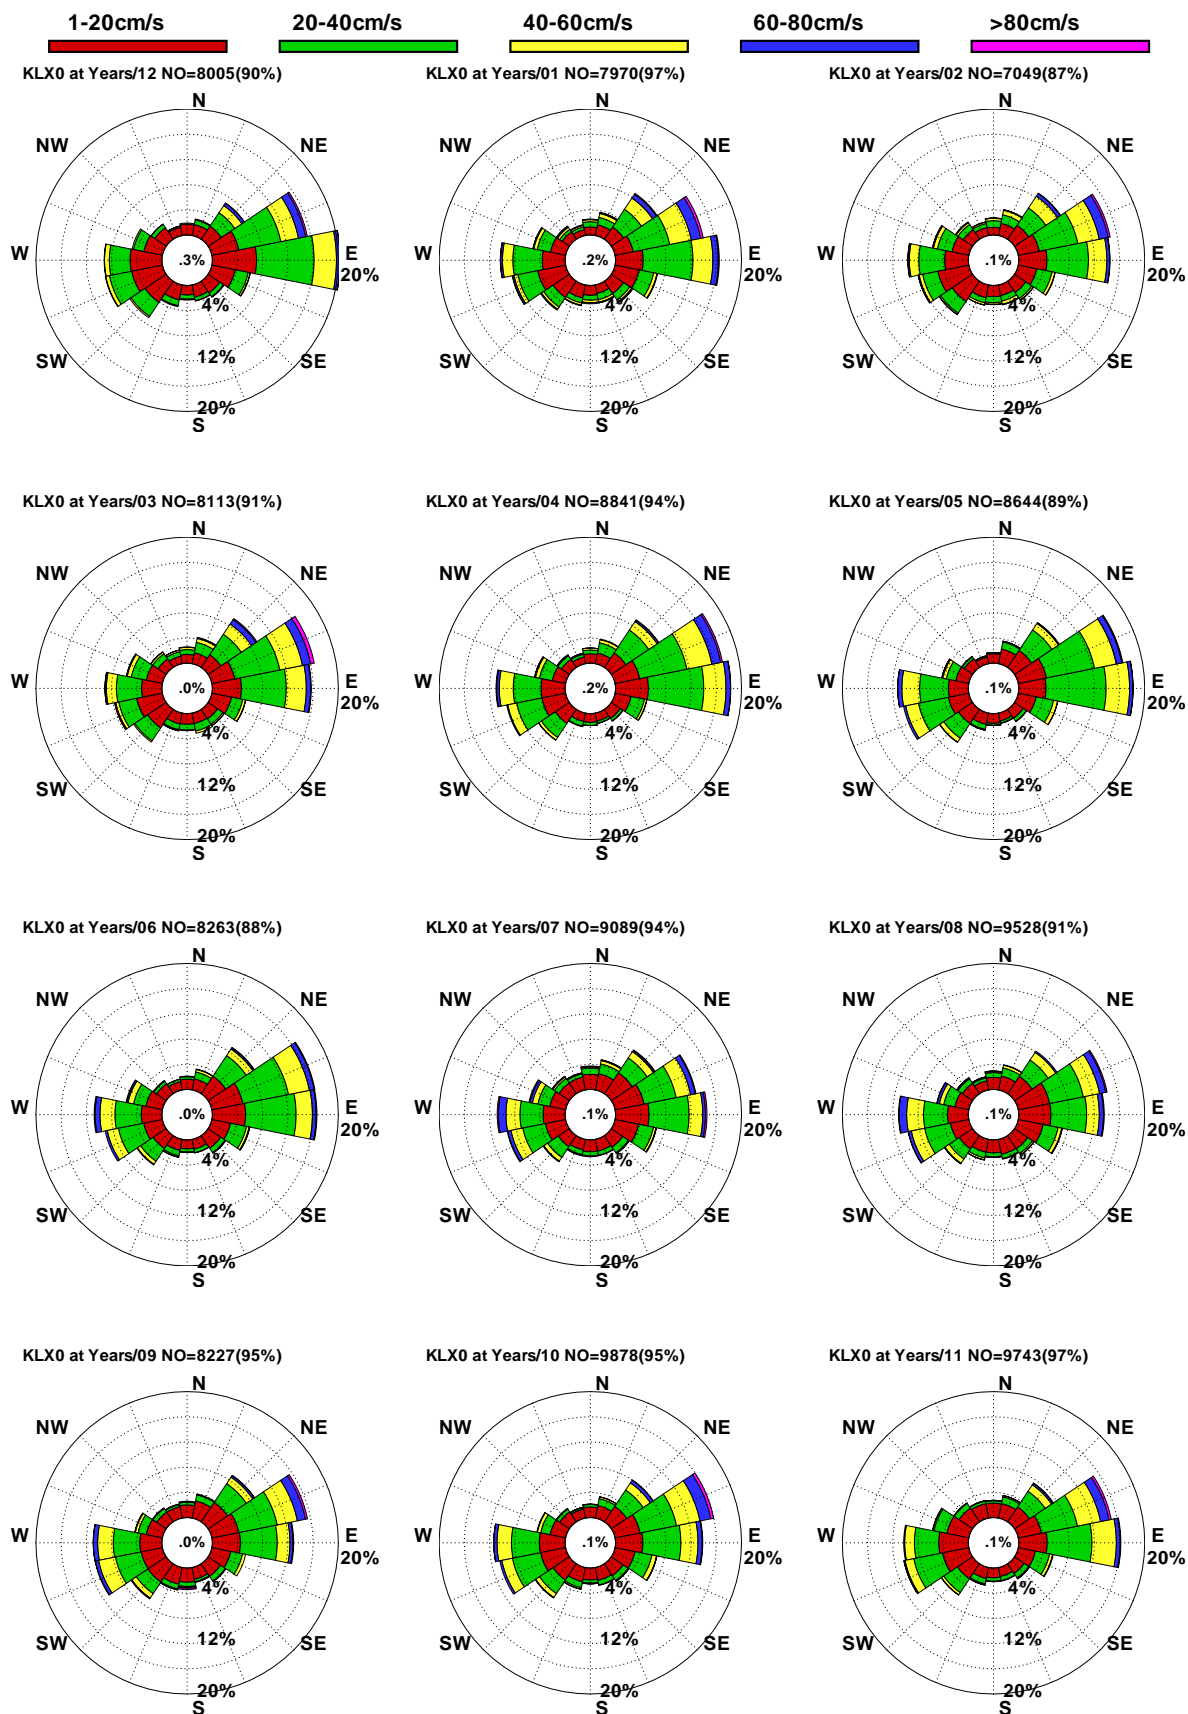 1-20cm/s 20-40cm/s 40-60cm/s 60-80cm/s >80cm/s
KLX0 at Years/12 NO=8005(90%) KLX0 at Years/01 NO=7970(97%) KLX0 at Years/02 NO=7049(87%)
N N N
NW NE NW NE NW NE
W .3% E W .2% E W .1% E
20% 20% 20%
4% 4% 4%
SW 12% SE SW 12% SE SW 12% SE
20% 20% 20%
S S S
KLX0 at Years/03 NO=8113(91%) KLX0 at Years/04 NO=8841(94%) KLX0 at Years/05 NO=8644(89%)
N N N
NW NE NW NE NW NE
W .0% E W .2% E W .1% E
20% 20% 20%
4% 4% 4%
SW 12% SE SW 12% SE SW 12% SE
20% 20% 20%
S S S
KLX0 at Years/06 NO=8263(88%) KLX0 at Years/07 NO=9089(94%) KLX0 at Years/08 NO=9528(91%)
N N N
NW NE NW NE NW NE
W .0% E W .1% E W .1% E
20% 20% 20%
4% 4% 4%
SW 12% SE SW 12% SE SW 12% SE
20% 20% 20%
S S S
KLX0 at Years/09 NO=8227(95%) KLX0 at Years/10 NO=9878(95%) KLX0 at Years/11 NO=9743(97%)
N N N
NW NE NW NE NW NE
W .0% E W .1% E W .1% E
20% 20% 20%
4% 4% 4%
SW 12% SE SW 12% SE SW 12% SE
20% 20% 20%
S S S